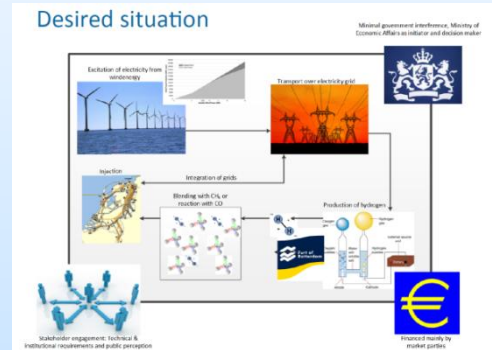 Desired situation
Minimal government interference, Ministry of
Economic Affairs as initiator and decision maker
Excitation of electricity from
windenergy
Transport over electricity grid
Injection
Integration of grids
Blending with CH₄ or
reaction with CO
Production of hydrogen
H
H
Port of
Rotterdam
Stakeholder engagement: Technical &
institutional requirements and public perception
€
Financed mainly by
market parties